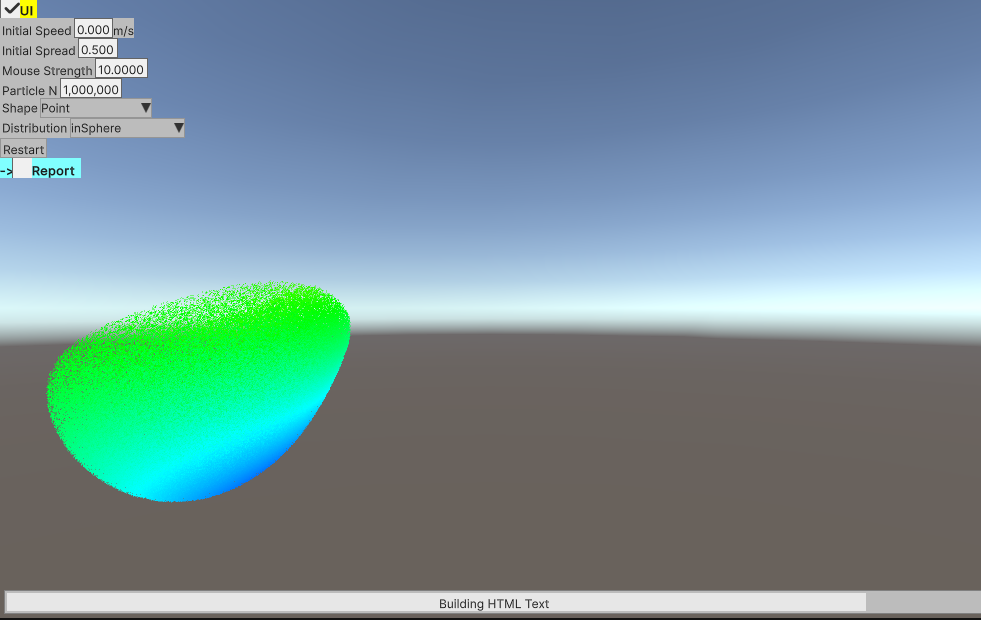 UI
Initial Speed 0.000 m/s
Initial Spread 0.500
Mouse Strength 10.0000
Particle N 1,000,000
Shape Point
Distribution inSphere
Restart
-> Report
Building HTML Text